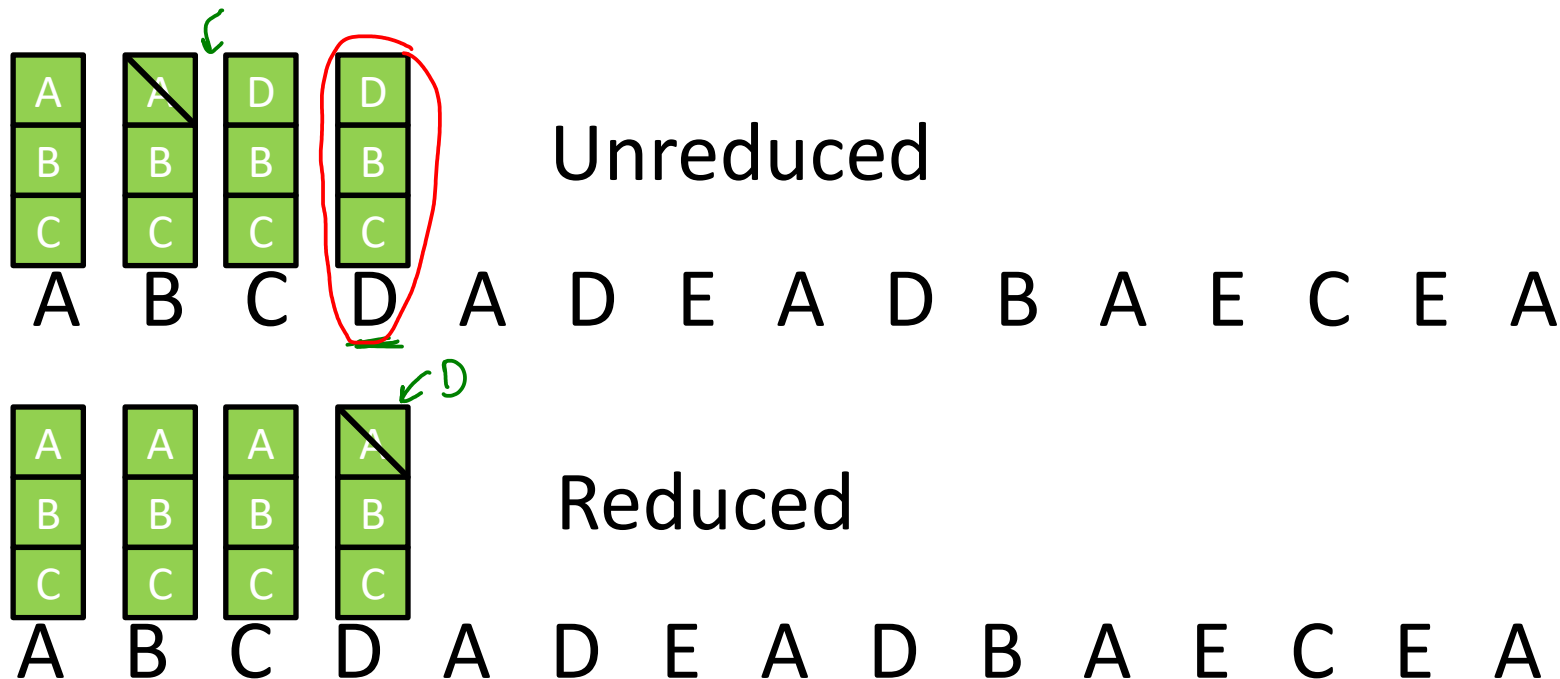 A A D D
B B B B
C C C C
Unreduced
A B C D A D E A D B A E C E A
D
A A A A
B B B B
C C C C
Reduced
A B C D A D E A D B A E C E A